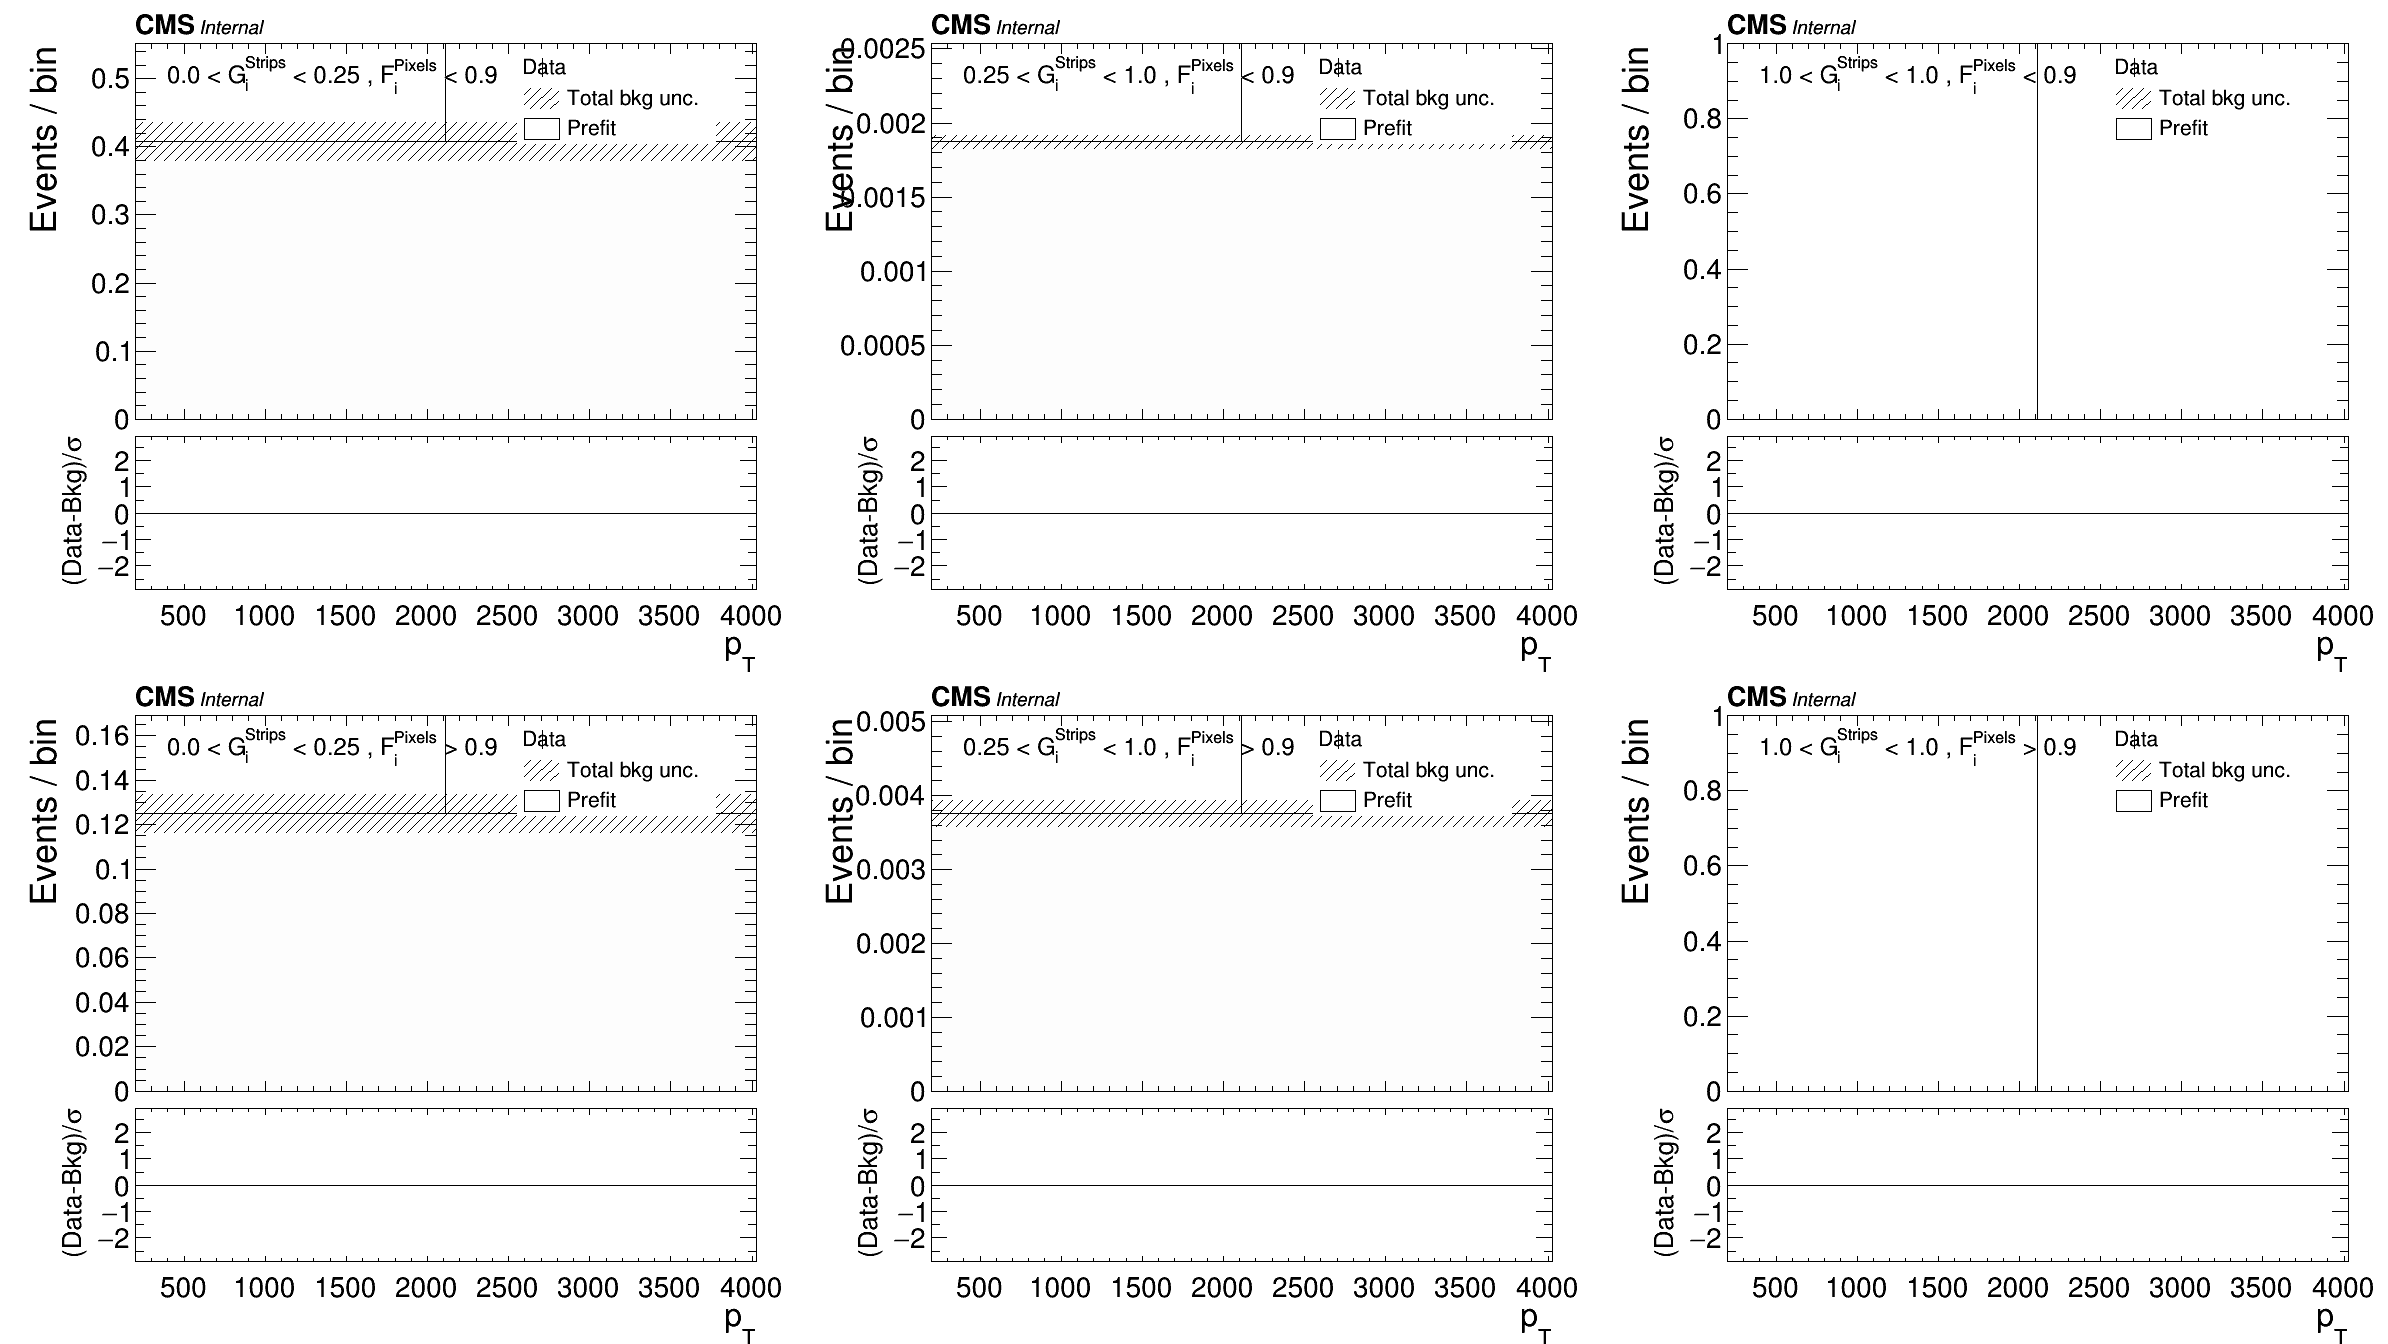 CMS Internal
Events / bin
0.5
0.4
0.3
0.2
0.1
0
0.0 < G_i^Strips < 0.25 , F_i^Pixels < 0.9
Data
Total bkg unc.
Prefit
(Data-Bkg)/σ
2
1
0
−1
−2
500 1000 1500 2000 2500 3000 3500 4000
p_T
CMS Internal
Events / bin
0.0025
0.002
0.0015
0.001
0.0005
0
0.25 < G_i^Strips < 1.0 , F_i^Pixels < 0.9
Data
Total bkg unc.
Prefit
(Data-Bkg)/σ
2
1
0
−1
−2
500 1000 1500 2000 2500 3000 3500 4000
p_T
CMS Internal
Events / bin
1
0.8
0.6
0.4
0.2
0
1.0 < G_i^Strips < 1.0 , F_i^Pixels < 0.9
Data
Total bkg unc.
Prefit
(Data-Bkg)/σ
2
1
0
−1
−2
500 1000 1500 2000 2500 3000 3500 4000
p_T
CMS Internal
Events / bin
0.16
0.14
0.12
0.1
0.08
0.06
0.04
0.02
0
0.0 < G_i^Strips < 0.25 , F_i^Pixels > 0.9
Data
Total bkg unc.
Prefit
(Data-Bkg)/σ
2
1
0
−1
−2
500 1000 1500 2000 2500 3000 3500 4000
p_T
CMS Internal
Events / bin
0.005
0.004
0.003
0.002
0.001
0
0.25 < G_i^Strips < 1.0 , F_i^Pixels > 0.9
Data
Total bkg unc.
Prefit
(Data-Bkg)/σ
2
1
0
−1
−2
500 1000 1500 2000 2500 3000 3500 4000
p_T
CMS Internal
Events / bin
1
0.8
0.6
0.4
0.2
0
1.0 < G_i^Strips < 1.0 , F_i^Pixels > 0.9
Data
Total bkg unc.
Prefit
(Data-Bkg)/σ
2
1
0
−1
−2
500 1000 1500 2000 2500 3000 3500 4000
p_T